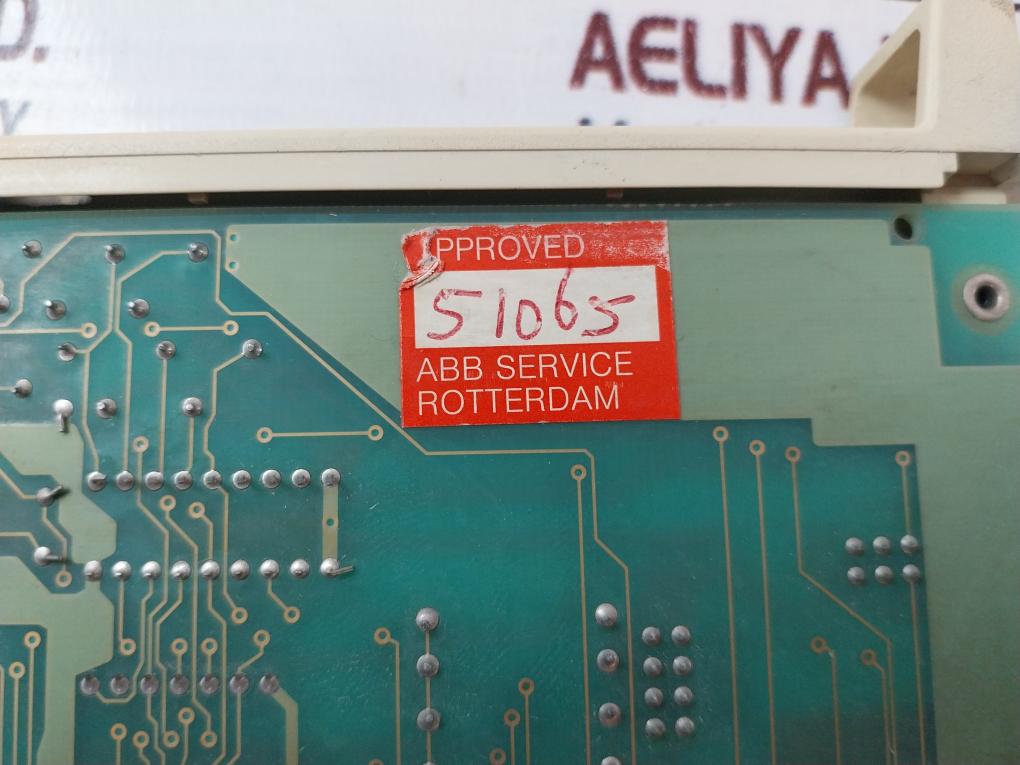 D.
Y
AELIYA
PPROVED
51065
ABB SERVICE
ROTTERDAM